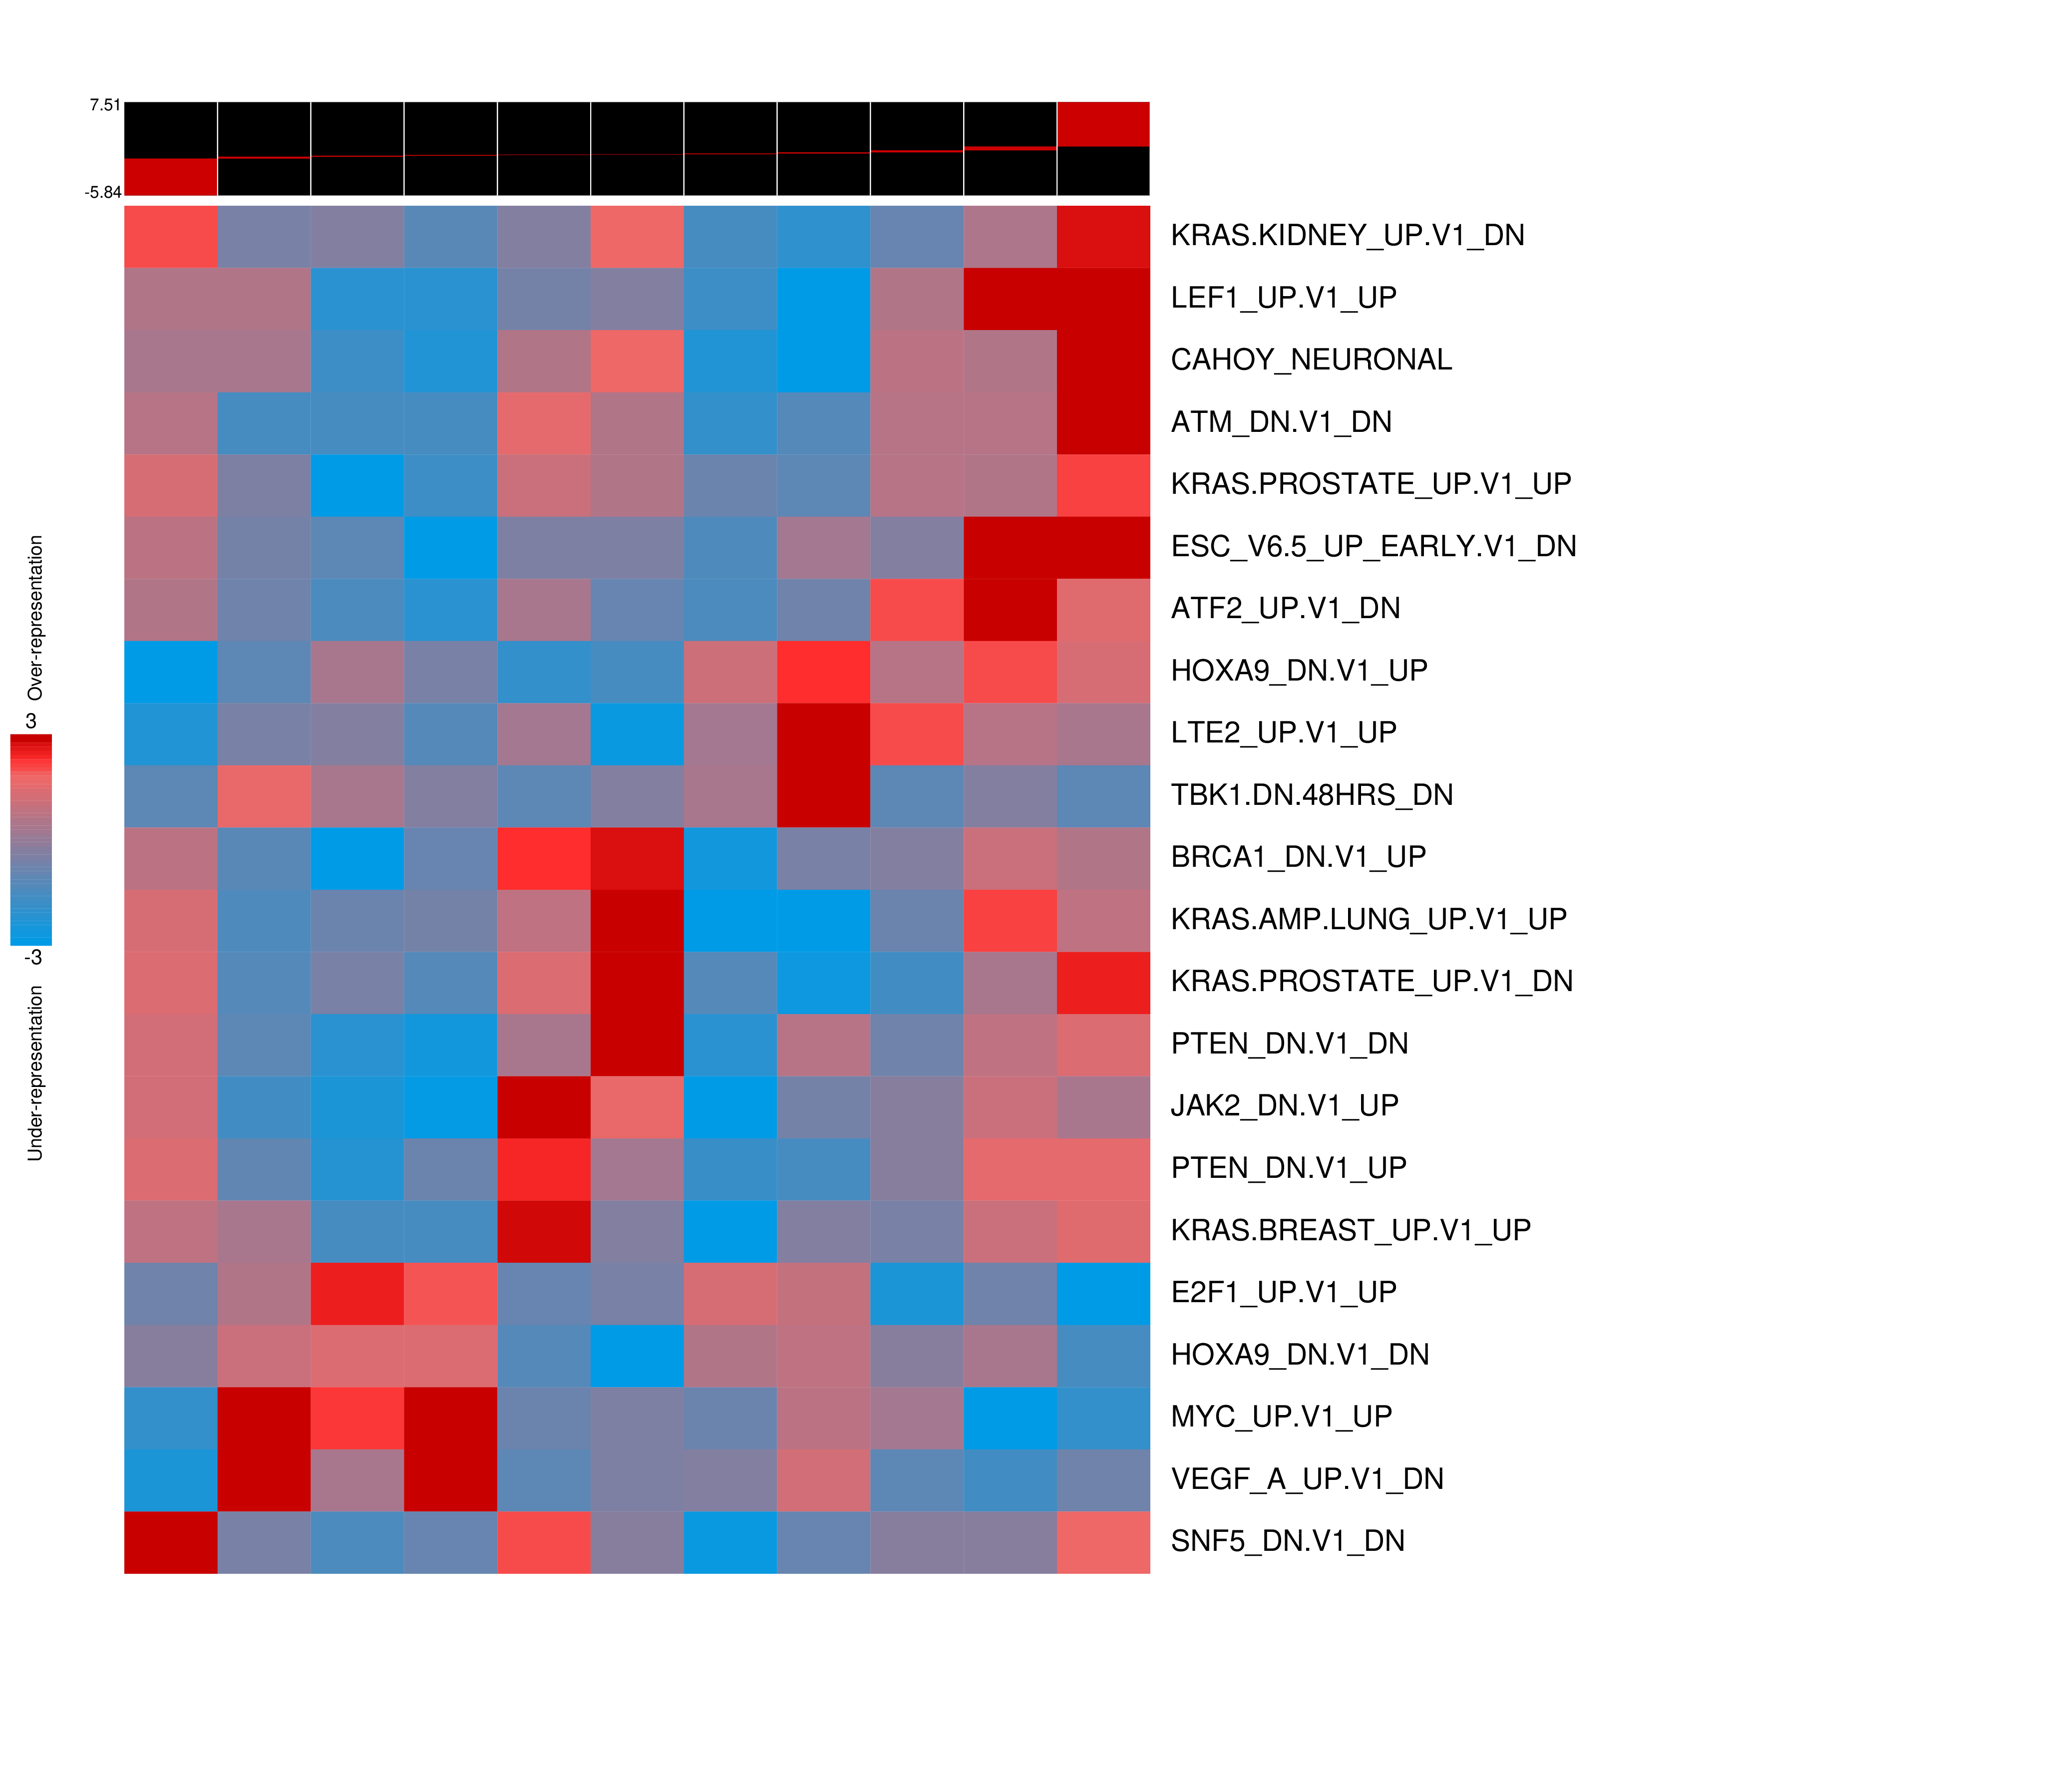 7.51
-5.84
KRAS.KIDNEY_UP.V1_DN
LEF1_UP.V1_UP
CAHOY_NEURONAL
ATM_DN.V1_DN
KRAS.PROSTATE_UP.V1_UP
ESC_V6.5_UP_EARLY.V1_DN
ATF2_UP.V1_DN
HOXA9_DN.V1_UP
LTE2_UP.V1_UP
TBK1.DN.48HRS_DN
BRCA1_DN.V1_UP
KRAS.AMP.LUNG_UP.V1_UP
KRAS.PROSTATE_UP.V1_DN
PTEN_DN.V1_DN
JAK2_DN.V1_UP
PTEN_DN.V1_UP
KRAS.BREAST_UP.V1_UP
E2F1_UP.V1_UP
HOXA9_DN.V1_DN
MYC_UP.V1_UP
VEGF_A_UP.V1_DN
SNF5_DN.V1_DN
Over-representation
3
-3
Under-representation